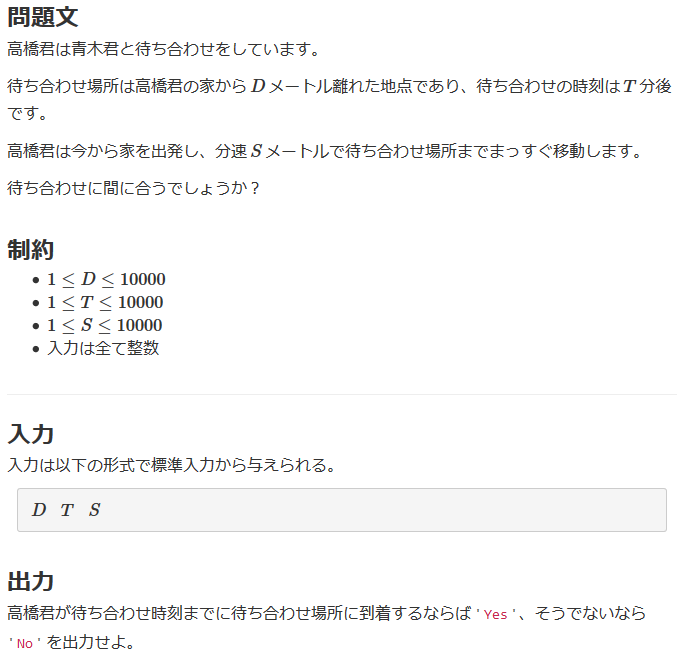 問題文
高橋君は青木君と待ち合わせをしています。
待ち合わせ場所は高橋君の家から D メートル離れた地点であり、待ち合わせの時刻は T 分後
です。
高橋君は今から家を出発し、分速 S メートルで待ち合わせ場所までまっすぐ移動します。
待ち合わせに間に合うでしょうか？
制約
• 1 ≤ D ≤ 10000
• 1 ≤ T ≤ 10000
• 1 ≤ S ≤ 10000
• 入力は全て整数
入力
入力は以下の形式で標準入力から与えられる。
D T S
出力
高橋君が待ち合わせ時刻までに待ち合わせ場所に到着するならば 'Yes' 、そうでないなら
'No' を出力せよ。